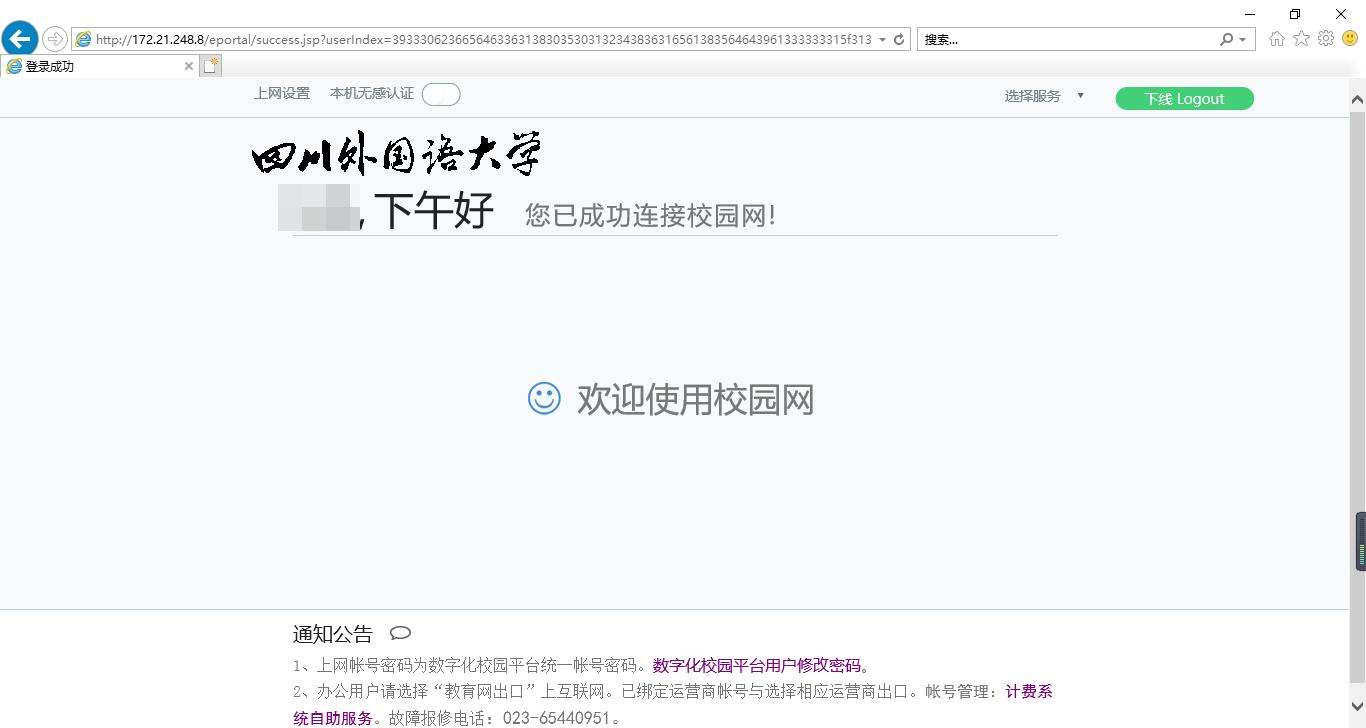 http://172.21.248.8/eportal/success.jsp?userIndex=39333062366564633631383035303132343836316561383564643961333333315f313
搜索...
登录成功
上网设置 本机无感认证 选择服务 下线 Logout
四川外国语大学
, 下午好 您已成功连接校园网!
欢迎使用校园网
通知公告
1、上网帐号密码为数字化校园平台统一帐号密码。数字化校园平台用户修改密码。
2、办公用户请选择“教育网出口”上互联网。已绑定运营商帐号与选择相应运营商出口。帐号管理：计费系
统自助服务。故障报修电话：023-65440951。